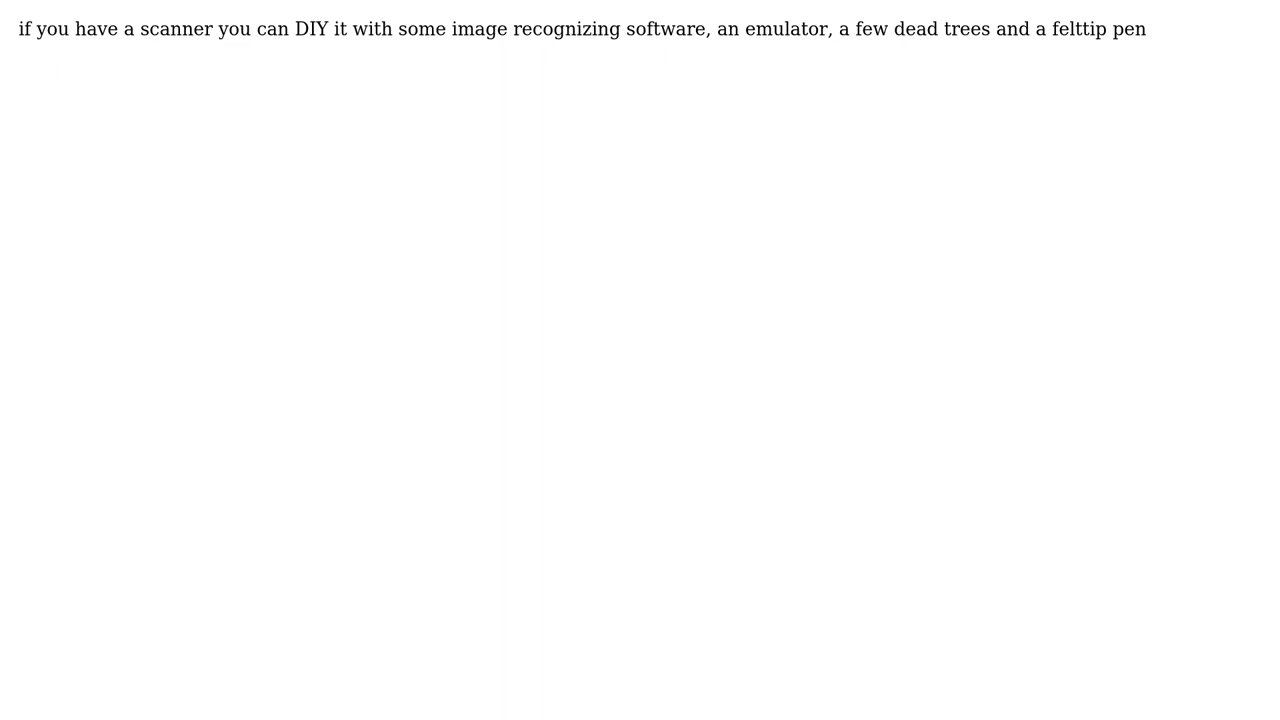 if you have a scanner you can DIY it with some image recognizing software, an emulator, a few dead trees and a felttip pen